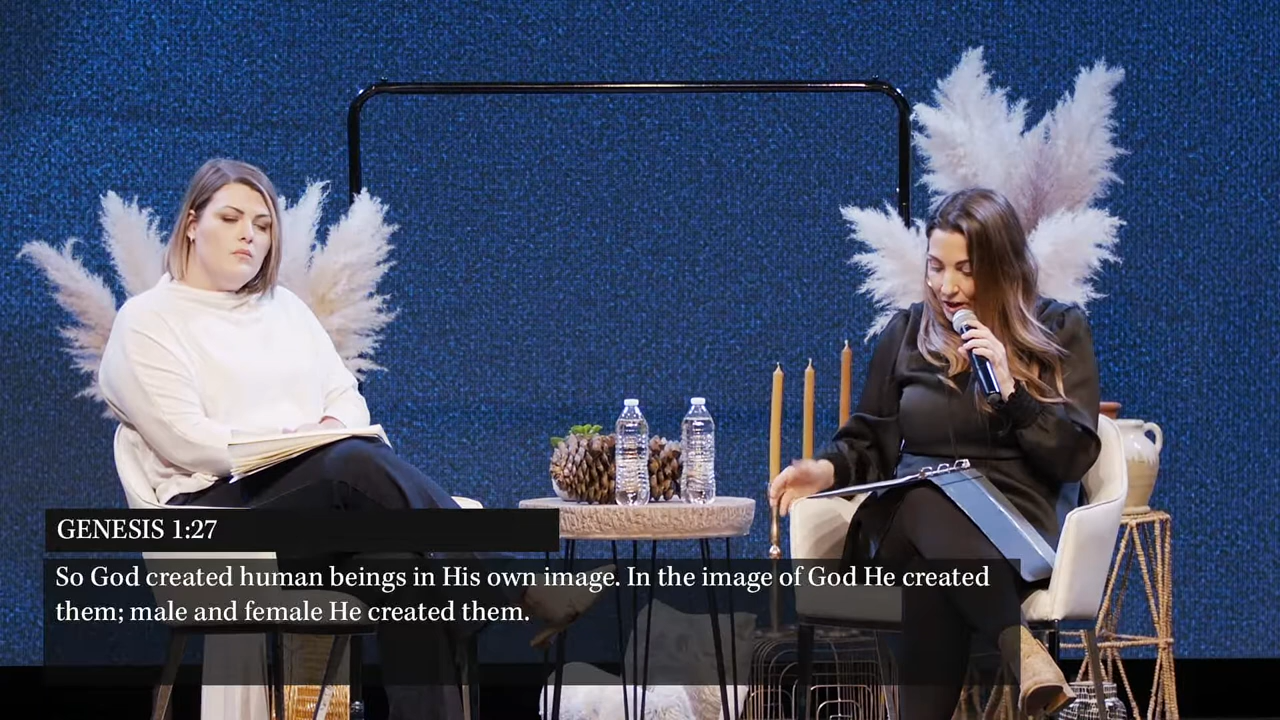 GENESIS 1:27
So God created human beings in His own image. In the image of God He created
them; male and female He created them.